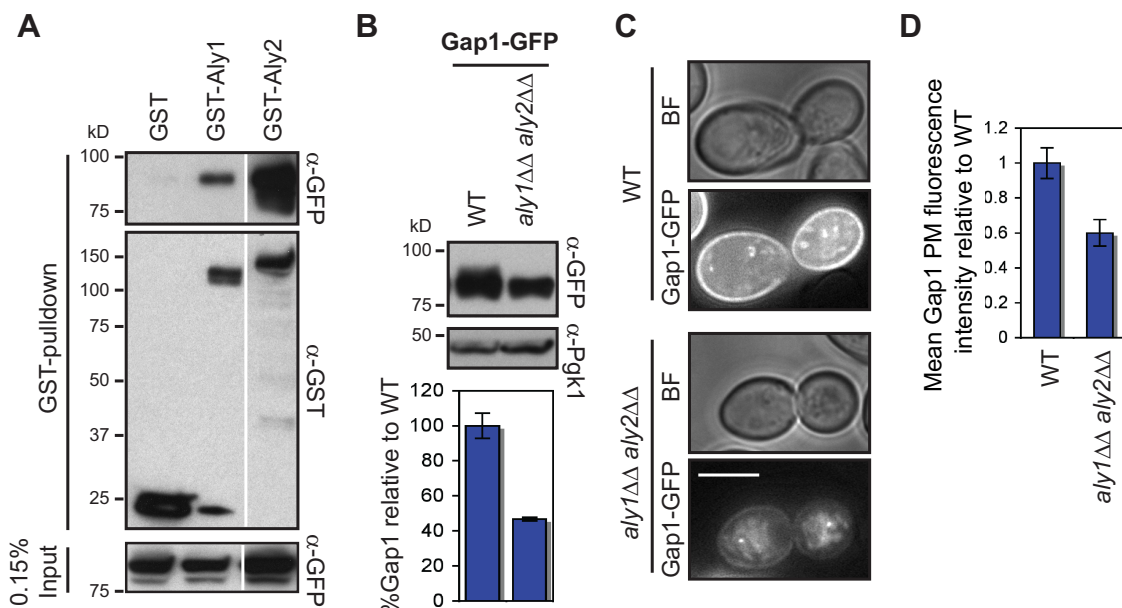 A
kD
GST
GST-Aly1
GST-Aly2
100
75
α-GFP
GST-pulldown
150
100
75
50
37
25
α-GST
0.15%
Input
75
α-GFP
B
Gap1-GFP
WT
aly1ΔΔ aly2ΔΔ
kD
100
75
α-GFP
50
α-Pgk1
%Gap1 relative to WT
120
100
80
60
40
20
0
C
WT
BF
Gap1-GFP
aly1ΔΔ aly2ΔΔ
BF
Gap1-GFP
D
Mean Gap1 PM fluorescence
intensity relative to WT
1.2
1
0.8
0.6
0.4
0.2
0
WT
aly1ΔΔ aly2ΔΔ